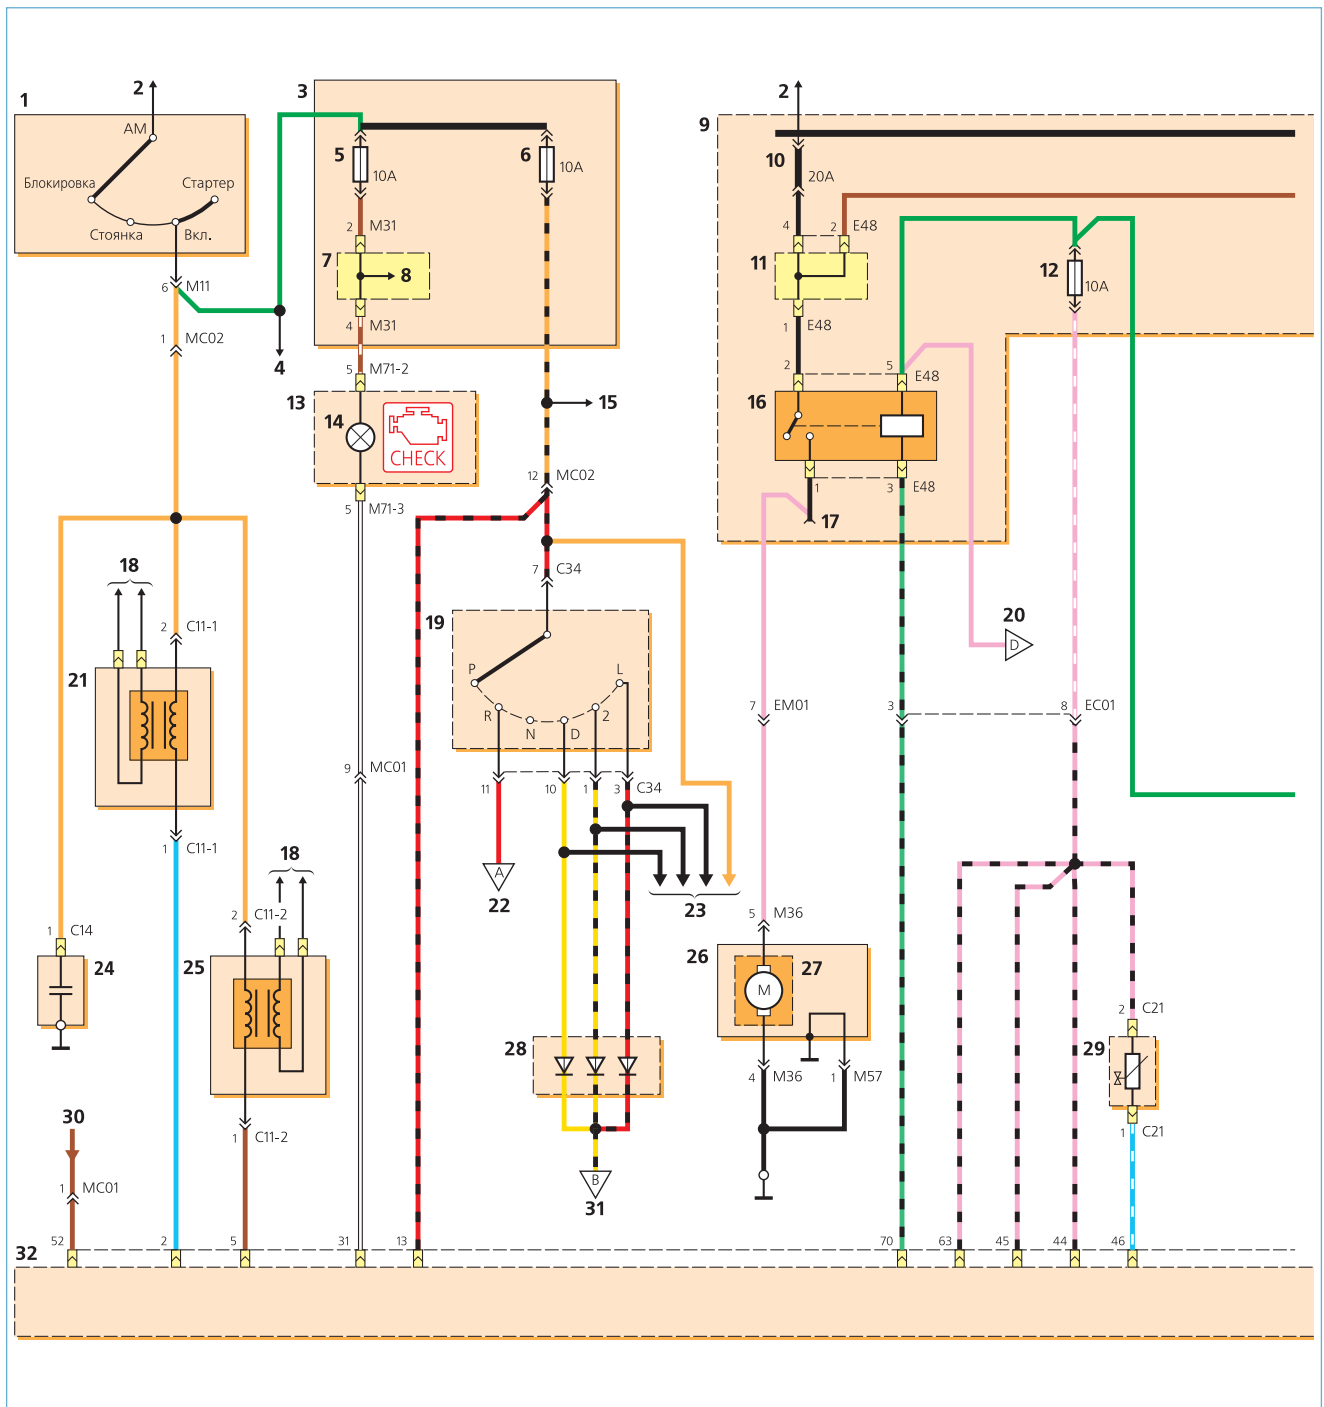 2
1
AM
Блокировка
Стартер
Стоянка
Вкл.
6
M11
1
MC02
4
3
5
10A
6
10A
2
M31
7
8
4
M31
5
M71-2
13
14
CHECK
5
M71-3
15
12
MC02
7
C34
2
9
10
20A
4
2
E48
11
1
E48
12
10A
2
5
E48
16
1
3
E48
17
18
2
C11-1
21
1
C11-1
19
P
R
N
D
2
L
11
10
1
3
C34
9
MC01
A
22
23
20
D
7
EM01
3
8
EC01
18
2
C11-2
25
1
C11-2
1
C14
24
5
M36
26
27
M
4
M36
1
M57
28
B
31
2
C21
29
1
C21
30
1
MC01
32
52
2
5
31
13
70
63
45
44
46